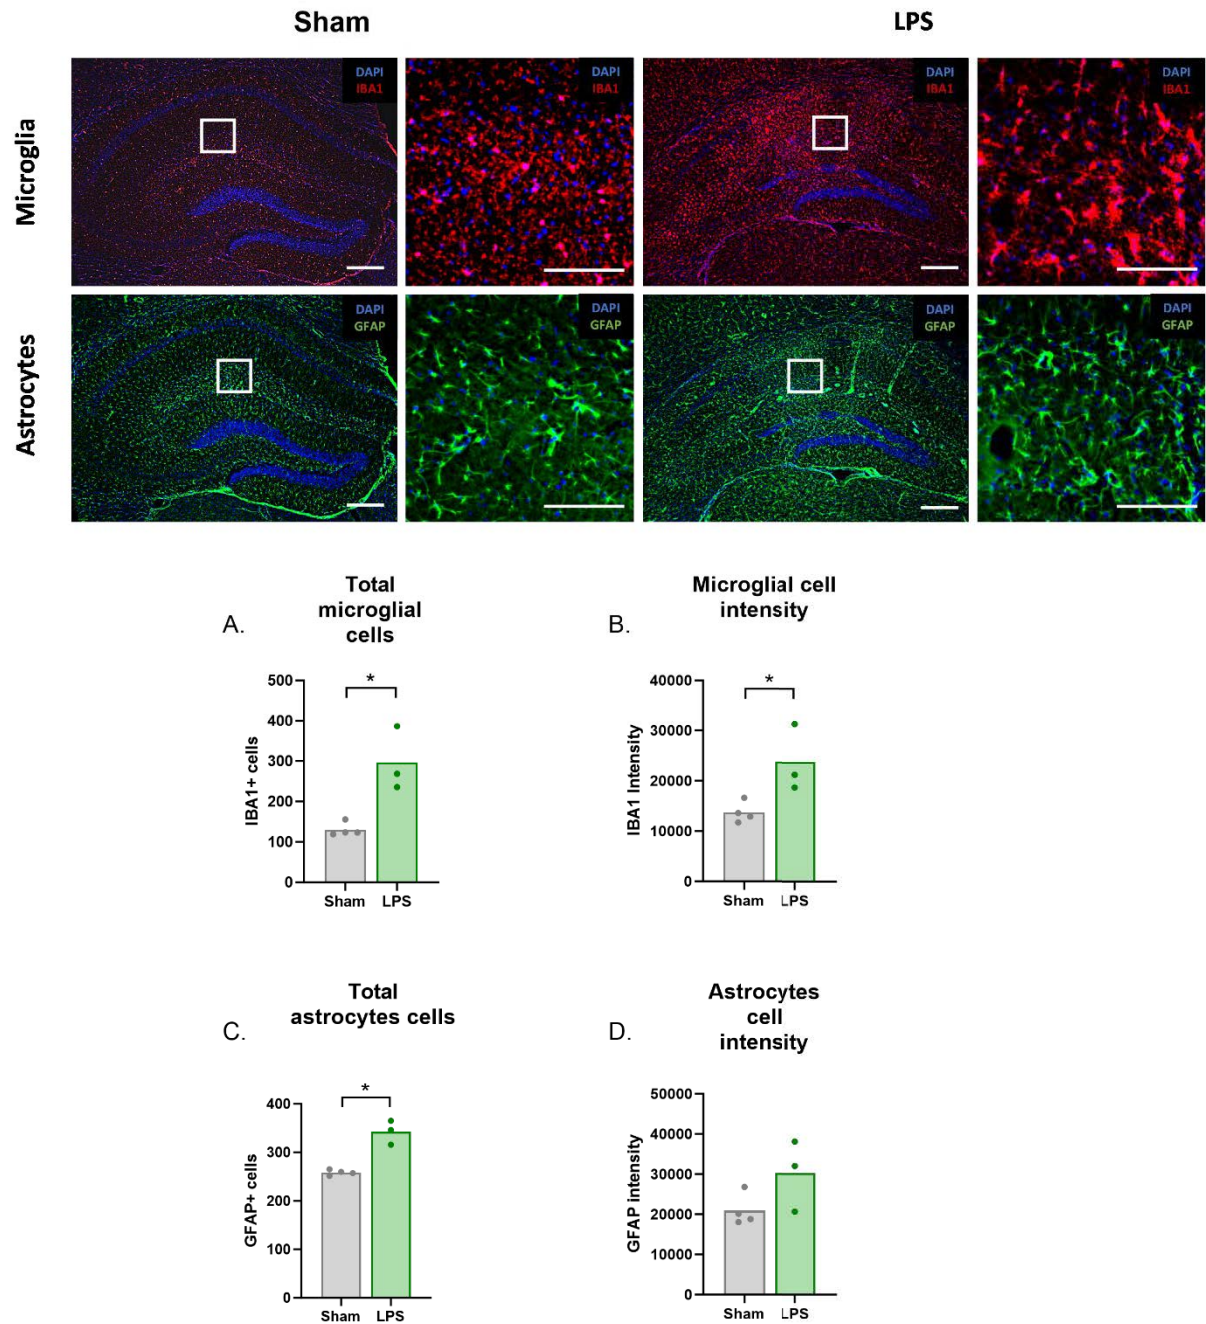 Sham
LPS
Microglia
DAPI
IBA1
DAPI
IBA1
DAPI
IBA1
DAPI
IBA1
Astrocytes
DAPI
GFAP
DAPI
GFAP
DAPI
GFAP
DAPI
GFAP
A.
Total
microglial
cells
IBA1+ cells
500
400
300
200
100
0
*
Sham
LPS
B.
Microglial cell
intensity
IBA1 Intensity
40000
30000
20000
10000
0
*
Sham
LPS
C.
Total
astrocytes cells
GFAP+ cells
400
300
200
100
0
*
Sham
LPS
D.
Astrocytes
cell
intensity
GFAP intensity
50000
40000
30000
20000
10000
0
Sham
LPS